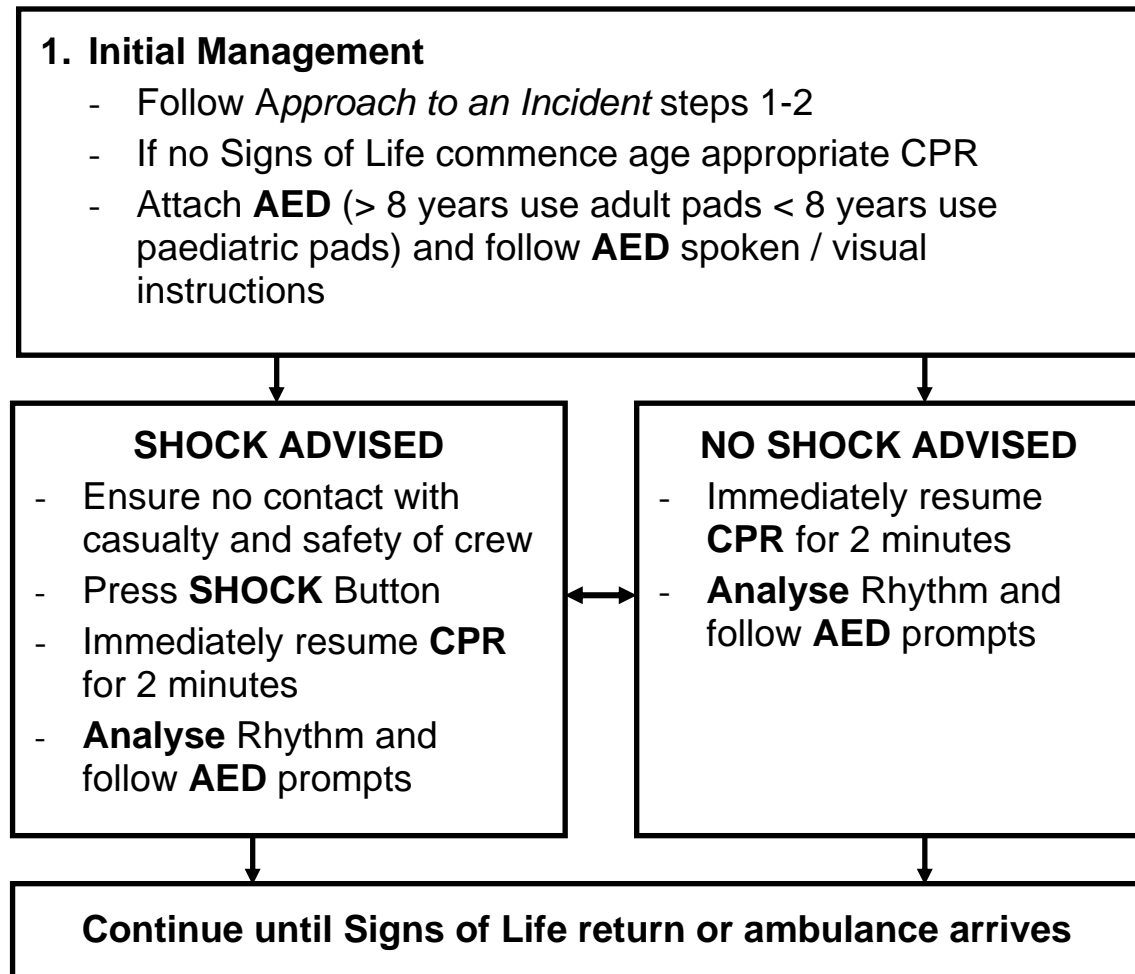 1. Initial Management
- Follow Approach to an Incident steps 1-2
- If no Signs of Life commence age appropriate CPR
- Attach AED (> 8 years use adult pads < 8 years use
paediatric pads) and follow AED spoken / visual
instructions
SHOCK ADVISED
- Ensure no contact with
casualty and safety of crew
- Press SHOCK Button
- Immediately resume CPR
for 2 minutes
- Analyse Rhythm and
follow AED prompts
NO SHOCK ADVISED
- Immediately resume
CPR for 2 minutes
- Analyse Rhythm and
follow AED prompts
Continue until Signs of Life return or ambulance arrives